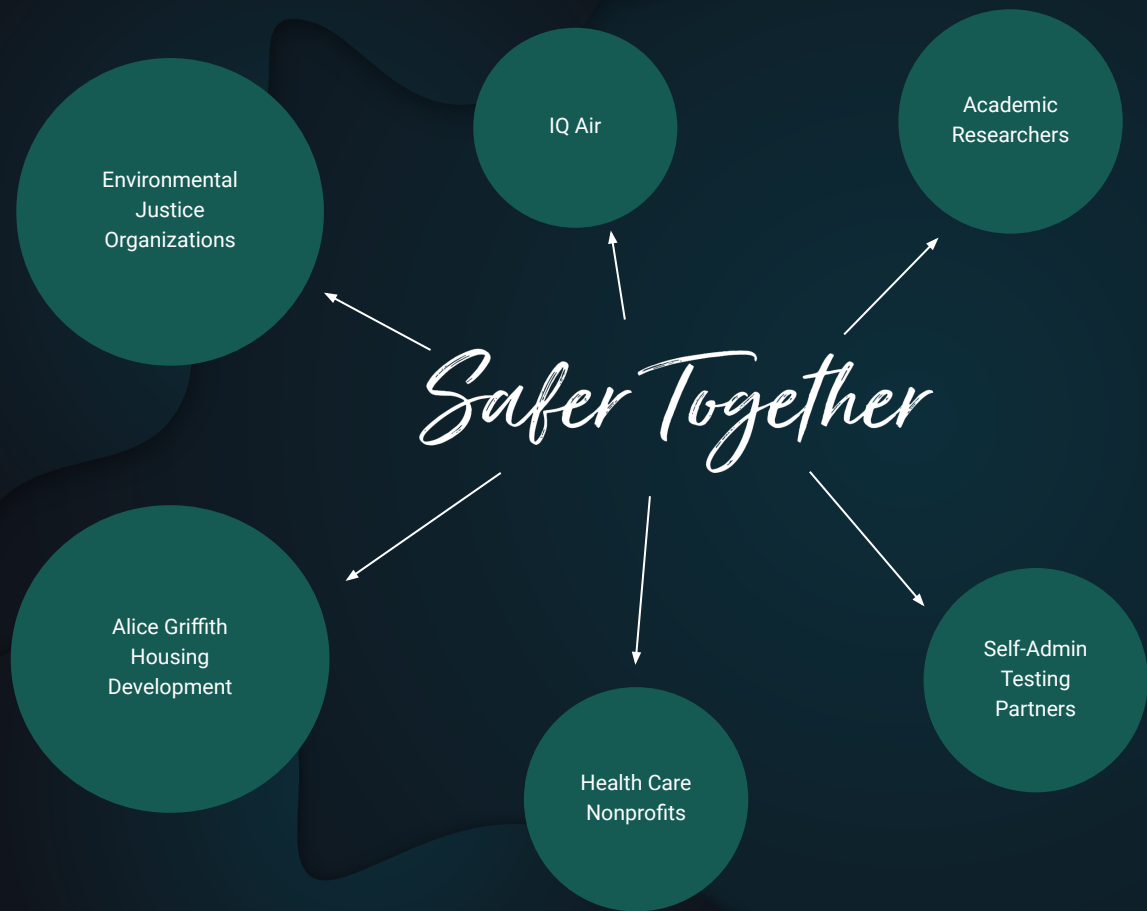 Environmental
Justice
Organizations
IQ Air
Academic
Researchers
Safer Together
Alice Griffith
Housing
Development
Health Care
Nonprofits
Self-Admin
Testing
Partners